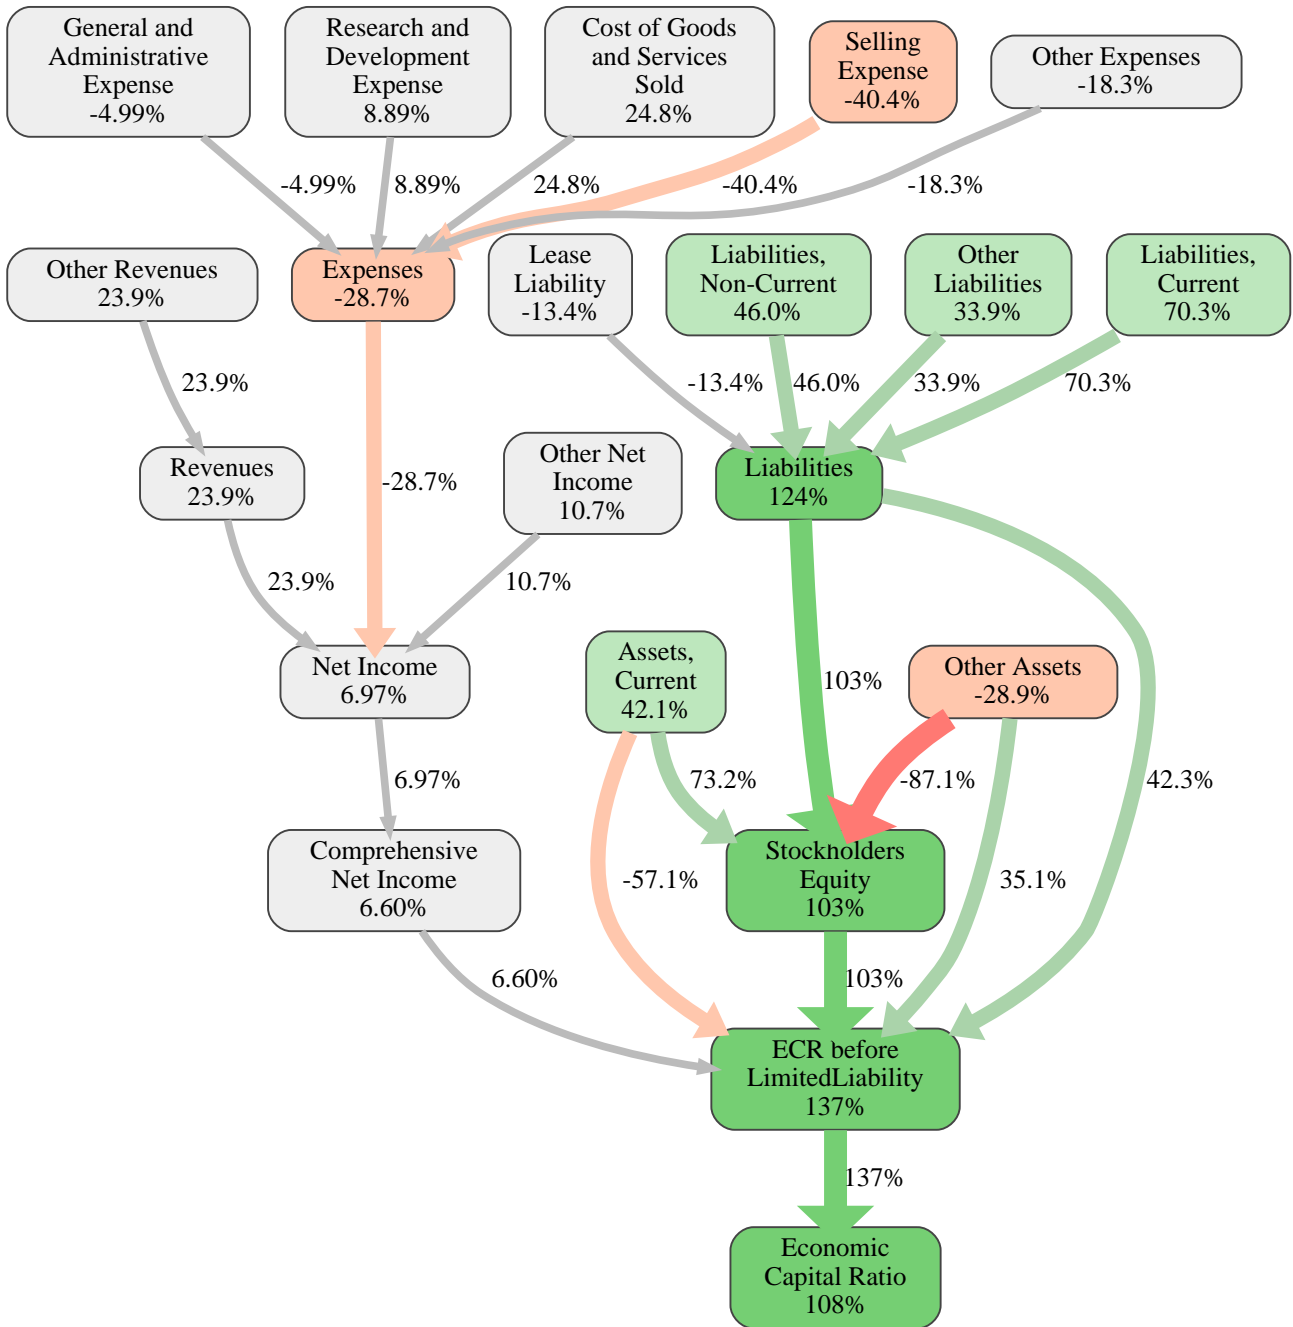 General and
Administrative
Expense
-4.99%
Research and
Development
Expense
8.89%
Cost of Goods
and Services
Sold
24.8%
Selling
Expense
-40.4%
Other Expenses
-18.3%
-4.99%
8.89%
24.8%
-40.4%
-18.3%
Other Revenues
23.9%
Expenses
-28.7%
Lease
Liability
-13.4%
Liabilities,
Non-Current
46.0%
Other
Liabilities
33.9%
Liabilities,
Current
70.3%
23.9%
-13.4%
46.0%
33.9%
70.3%
Revenues
23.9%
-28.7%
Other Net
Income
10.7%
Liabilities
124%
23.9%
10.7%
Net Income
6.97%
Assets,
Current
42.1%
103%
Other Assets
-28.9%
6.97%
73.2%
-87.1%
42.3%
Comprehensive
Net Income
6.60%
-57.1%
Stockholders
Equity
103%
35.1%
6.60%
103%
ECR before
LimitedLiability
137%
137%
Economic
Capital Ratio
108%